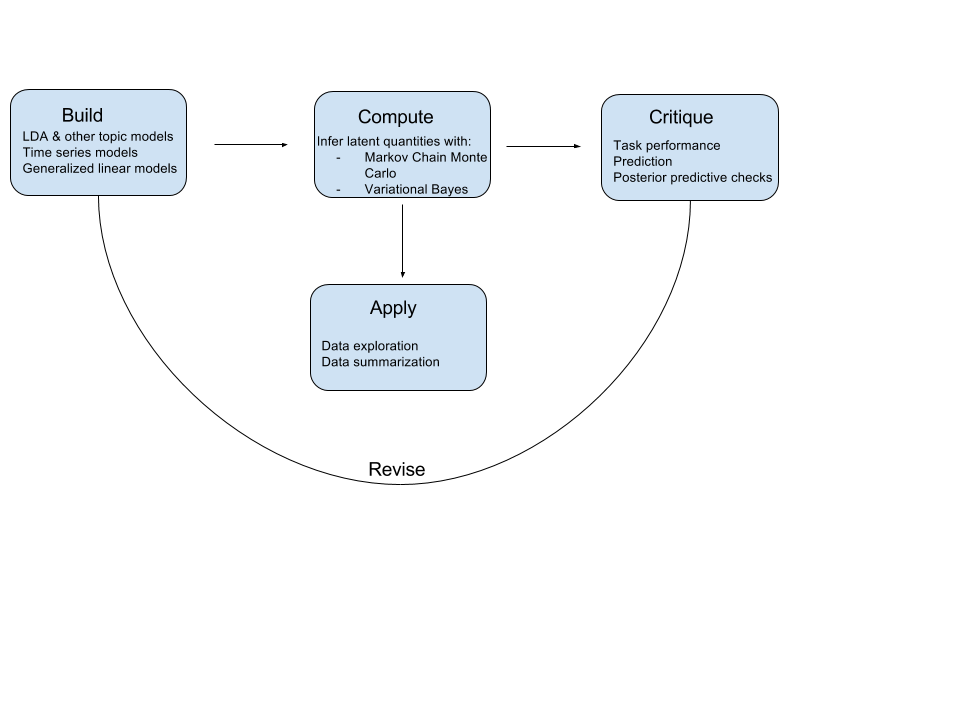 Build
LDA & other topic models
Time series models
Generalized linear models
Compute
Infer latent quantities with:
- Markov Chain Monte
Carlo
- Variational Bayes
Critique
Task performance
Prediction
Posterior predictive checks
Apply
Data exploration
Data summarization
Revise